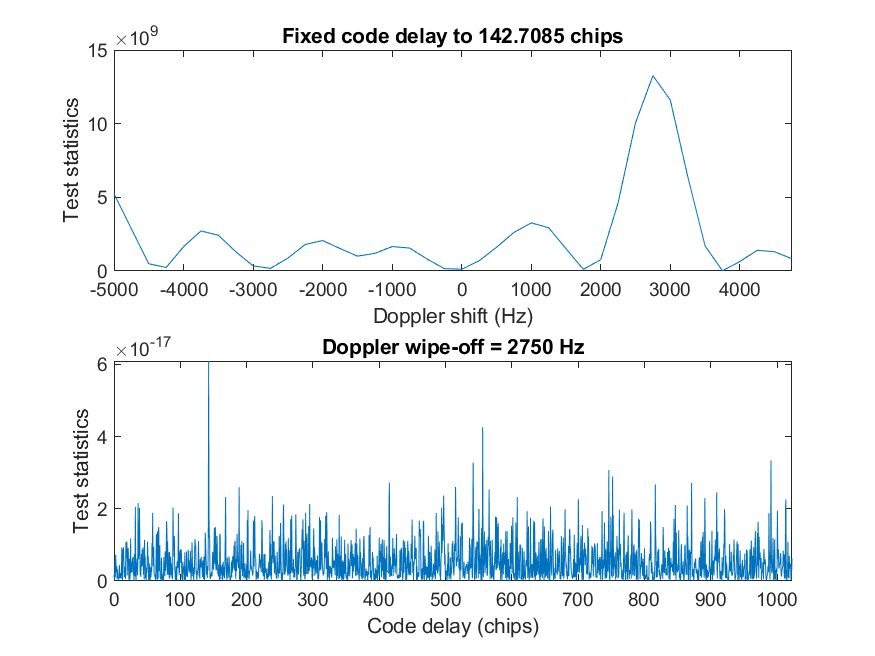 ×10^9
Fixed code delay to 142.7085 chips
15
10
5
0
Test statistics
-5000 -4000 -3000 -2000 -1000 0 1000 2000 3000 4000
Doppler shift (Hz)
×10^-17
Doppler wipe-off = 2750 Hz
6
4
2
0
Test statistics
0 100 200 300 400 500 600 700 800 900 1000
Code delay (chips)